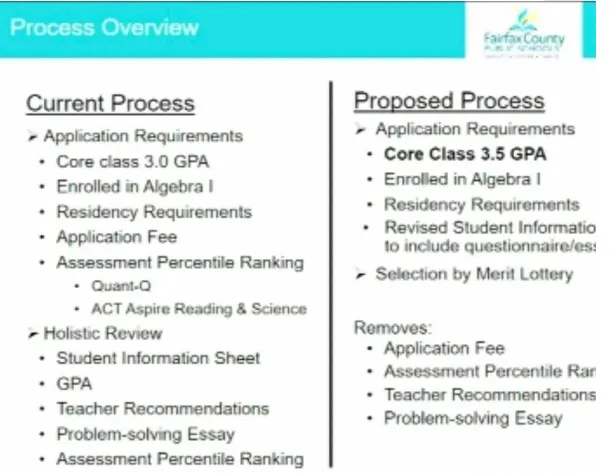 Process Overview
Fairfax County
PUBLIC SCHOOLS
Current Process
➤ Application Requirements
• Core class 3.0 GPA
• Enrolled in Algebra I
• Residency Requirements
• Application Fee
• Assessment Percentile Ranking
• Quant-Q
• ACT Aspire Reading & Science
➤ Holistic Review
• Student Information Sheet
• GPA
• Teacher Recommendations
• Problem-solving Essay
• Assessment Percentile Ranking
Proposed Process
➤ Application Requirements
• Core Class 3.5 GPA
• Enrolled in Algebra I
• Residency Requirements
• Revised Student Informatio
to include questionnaire/ess
➤ Selection by Merit Lottery
Removes:
• Application Fee
• Assessment Percentile Ran
• Teacher Recommendations
• Problem-solving Essay